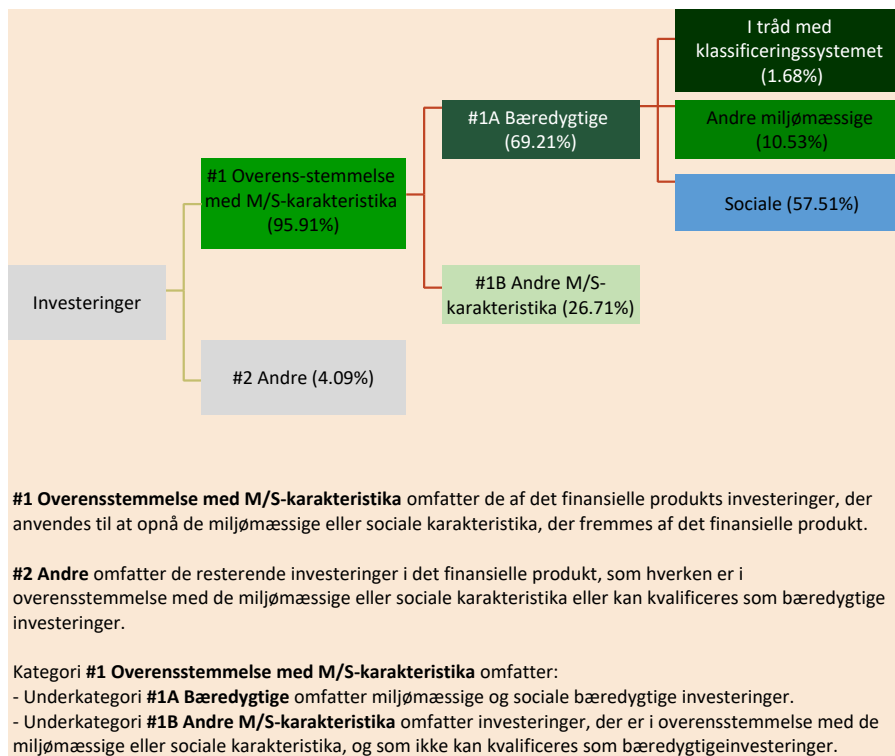 I tråd med
klassificeringssystemet
(1.68%)
#1A Bæredygtige
(69.21%)
Andre miljømæssige
(10.53%)
#1 Overens-stemmelse
med M/S-karakteristika
(95.91%)
Sociale (57.51%)
Investeringer
#1B Andre M/S-
karakteristika (26.71%)
#2 Andre (4.09%)
#1 Overensstemmelse med M/S-karakteristika omfatter de af det finansielle produkts investeringer, der
anvendes til at opnå de miljømæssige eller sociale karakteristika, der fremmes af det finansielle produkt.
#2 Andre omfatter de resterende investeringer i det finansielle produkt, som hverken er i
overensstemmelse med de miljømæssige eller sociale karakteristika eller kan kvalificeres som bæredygtige
investeringer.
Kategori #1 Overensstemmelse med M/S-karakteristika omfatter:
- Underkategori #1A Bæredygtige omfatter miljømæssige og sociale bæredygtige investeringer.
- Underkategori #1B Andre M/S-karakteristika omfatter investeringer, der er i overensstemmelse med de
miljømæssige eller sociale karakteristika, og som ikke kan kvalificeres som bæredygtigeinvesteringer.